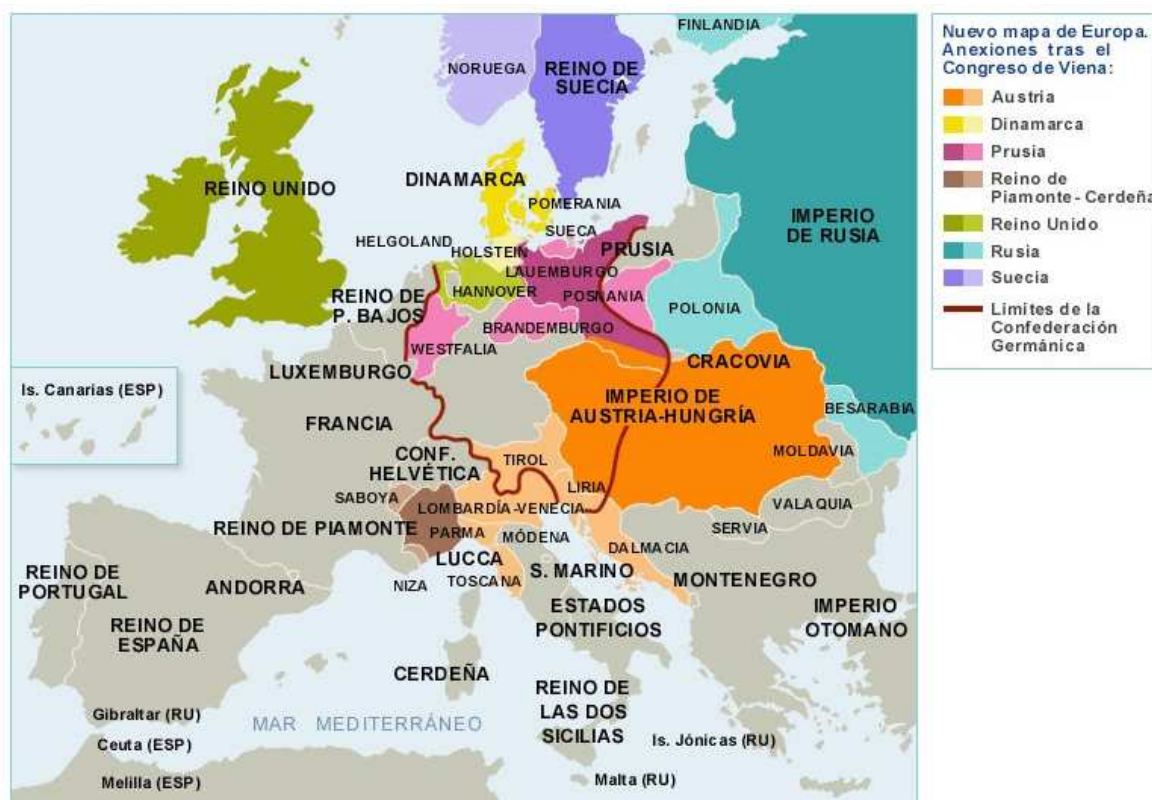 FINLANDIA
NORUEGA
REINO DE
SUECIA
REINO UNIDO
DINAMARCA
POMERANIA
SUECA
HELGOLAND
HOLSTEIN
PRUSIA
IMPERIO
DE RUSIA
LAUEMBURGO
HANNOVER
POSNANIA
REINO DE
P. BAJOS
POLONIA
BRANDEMBURGO
WESTFALIA
LUXEMBURGO
CRACOVIA
Is. Canarias (ESP)
IMPERIO DE
AUSTRIA-HUNGRÍA
BESARABIA
FRANCIA
MOLDAVIA
CONF.
HELVÉTICA
TIROL
LIRIA
SABOYA
LOMBARDÍA-VENECIA
VALAQUIA
REINO DE PIAMONTE
PARMA
MÓDENA
SERVIA
DALMACIA
LUCCA
REINO DE
PORTUGAL
ANDORRA
NIZA
TOSCANA
S. MARINO
MONTENEGRO
REINO DE
ESPAÑA
ESTADOS
PONTIFICIOS
IMPERIO
OTOMANO
CERDEÑA
REINO DE
LAS DOS
SICILIAS
Gibraltar (RU)
MAR MEDITERRÁNEO
Ceuta (ESP)
Is. Jónicas (RU)
Melilla (ESP)
Malta (RU)
Nuevo mapa de Europa.
Anexiones tras el
Congreso de Viena:
Austria
Dinamarca
Prusia
Reino de
Piamonte-Cerdeña
Reino Unido
Rusia
Suecia
Limites de la
Confederación
Germánica